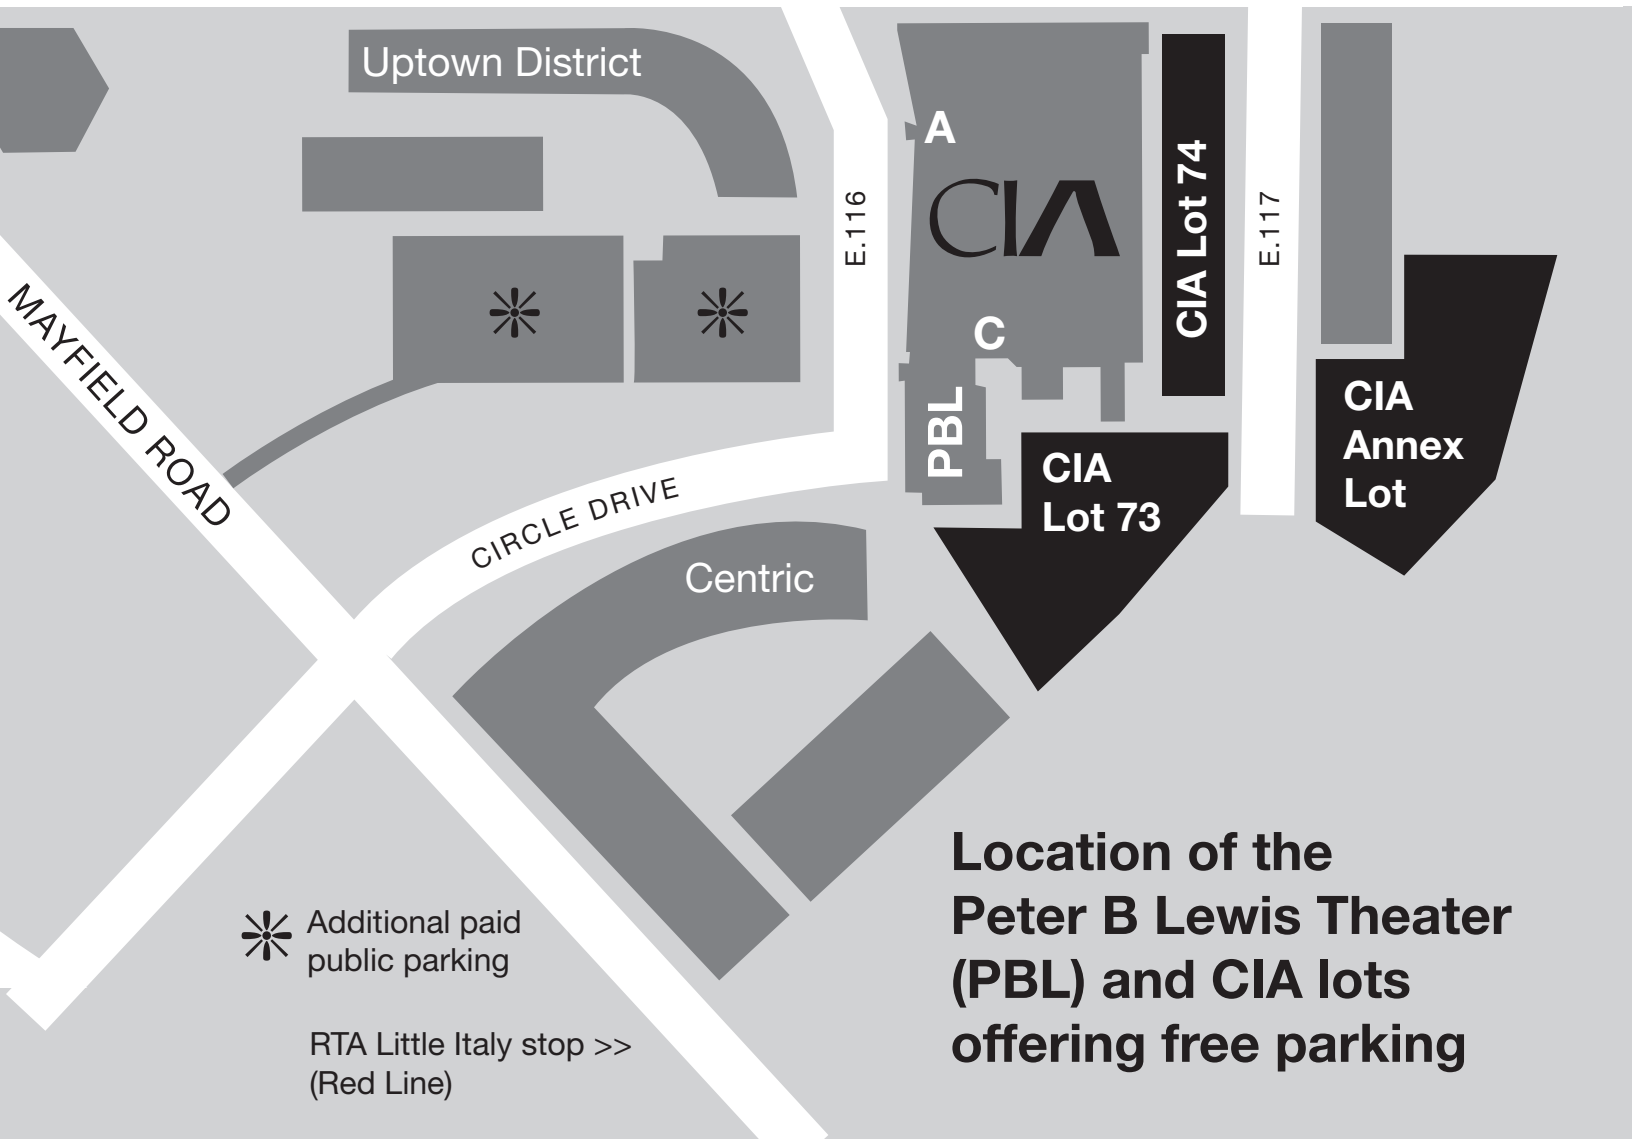 Uptown District
A
CIA
C
PBL
CIA Lot 74
E.116
E.117
MAYFIELD ROAD
CIRCLE DRIVE
CIA
Lot 73
CIA
Annex
Lot
Centric
Location of the
Peter B Lewis Theater
(PBL) and CIA lots
offering free parking
Additional paid
public parking
RTA Little Italy stop >>
(Red Line)